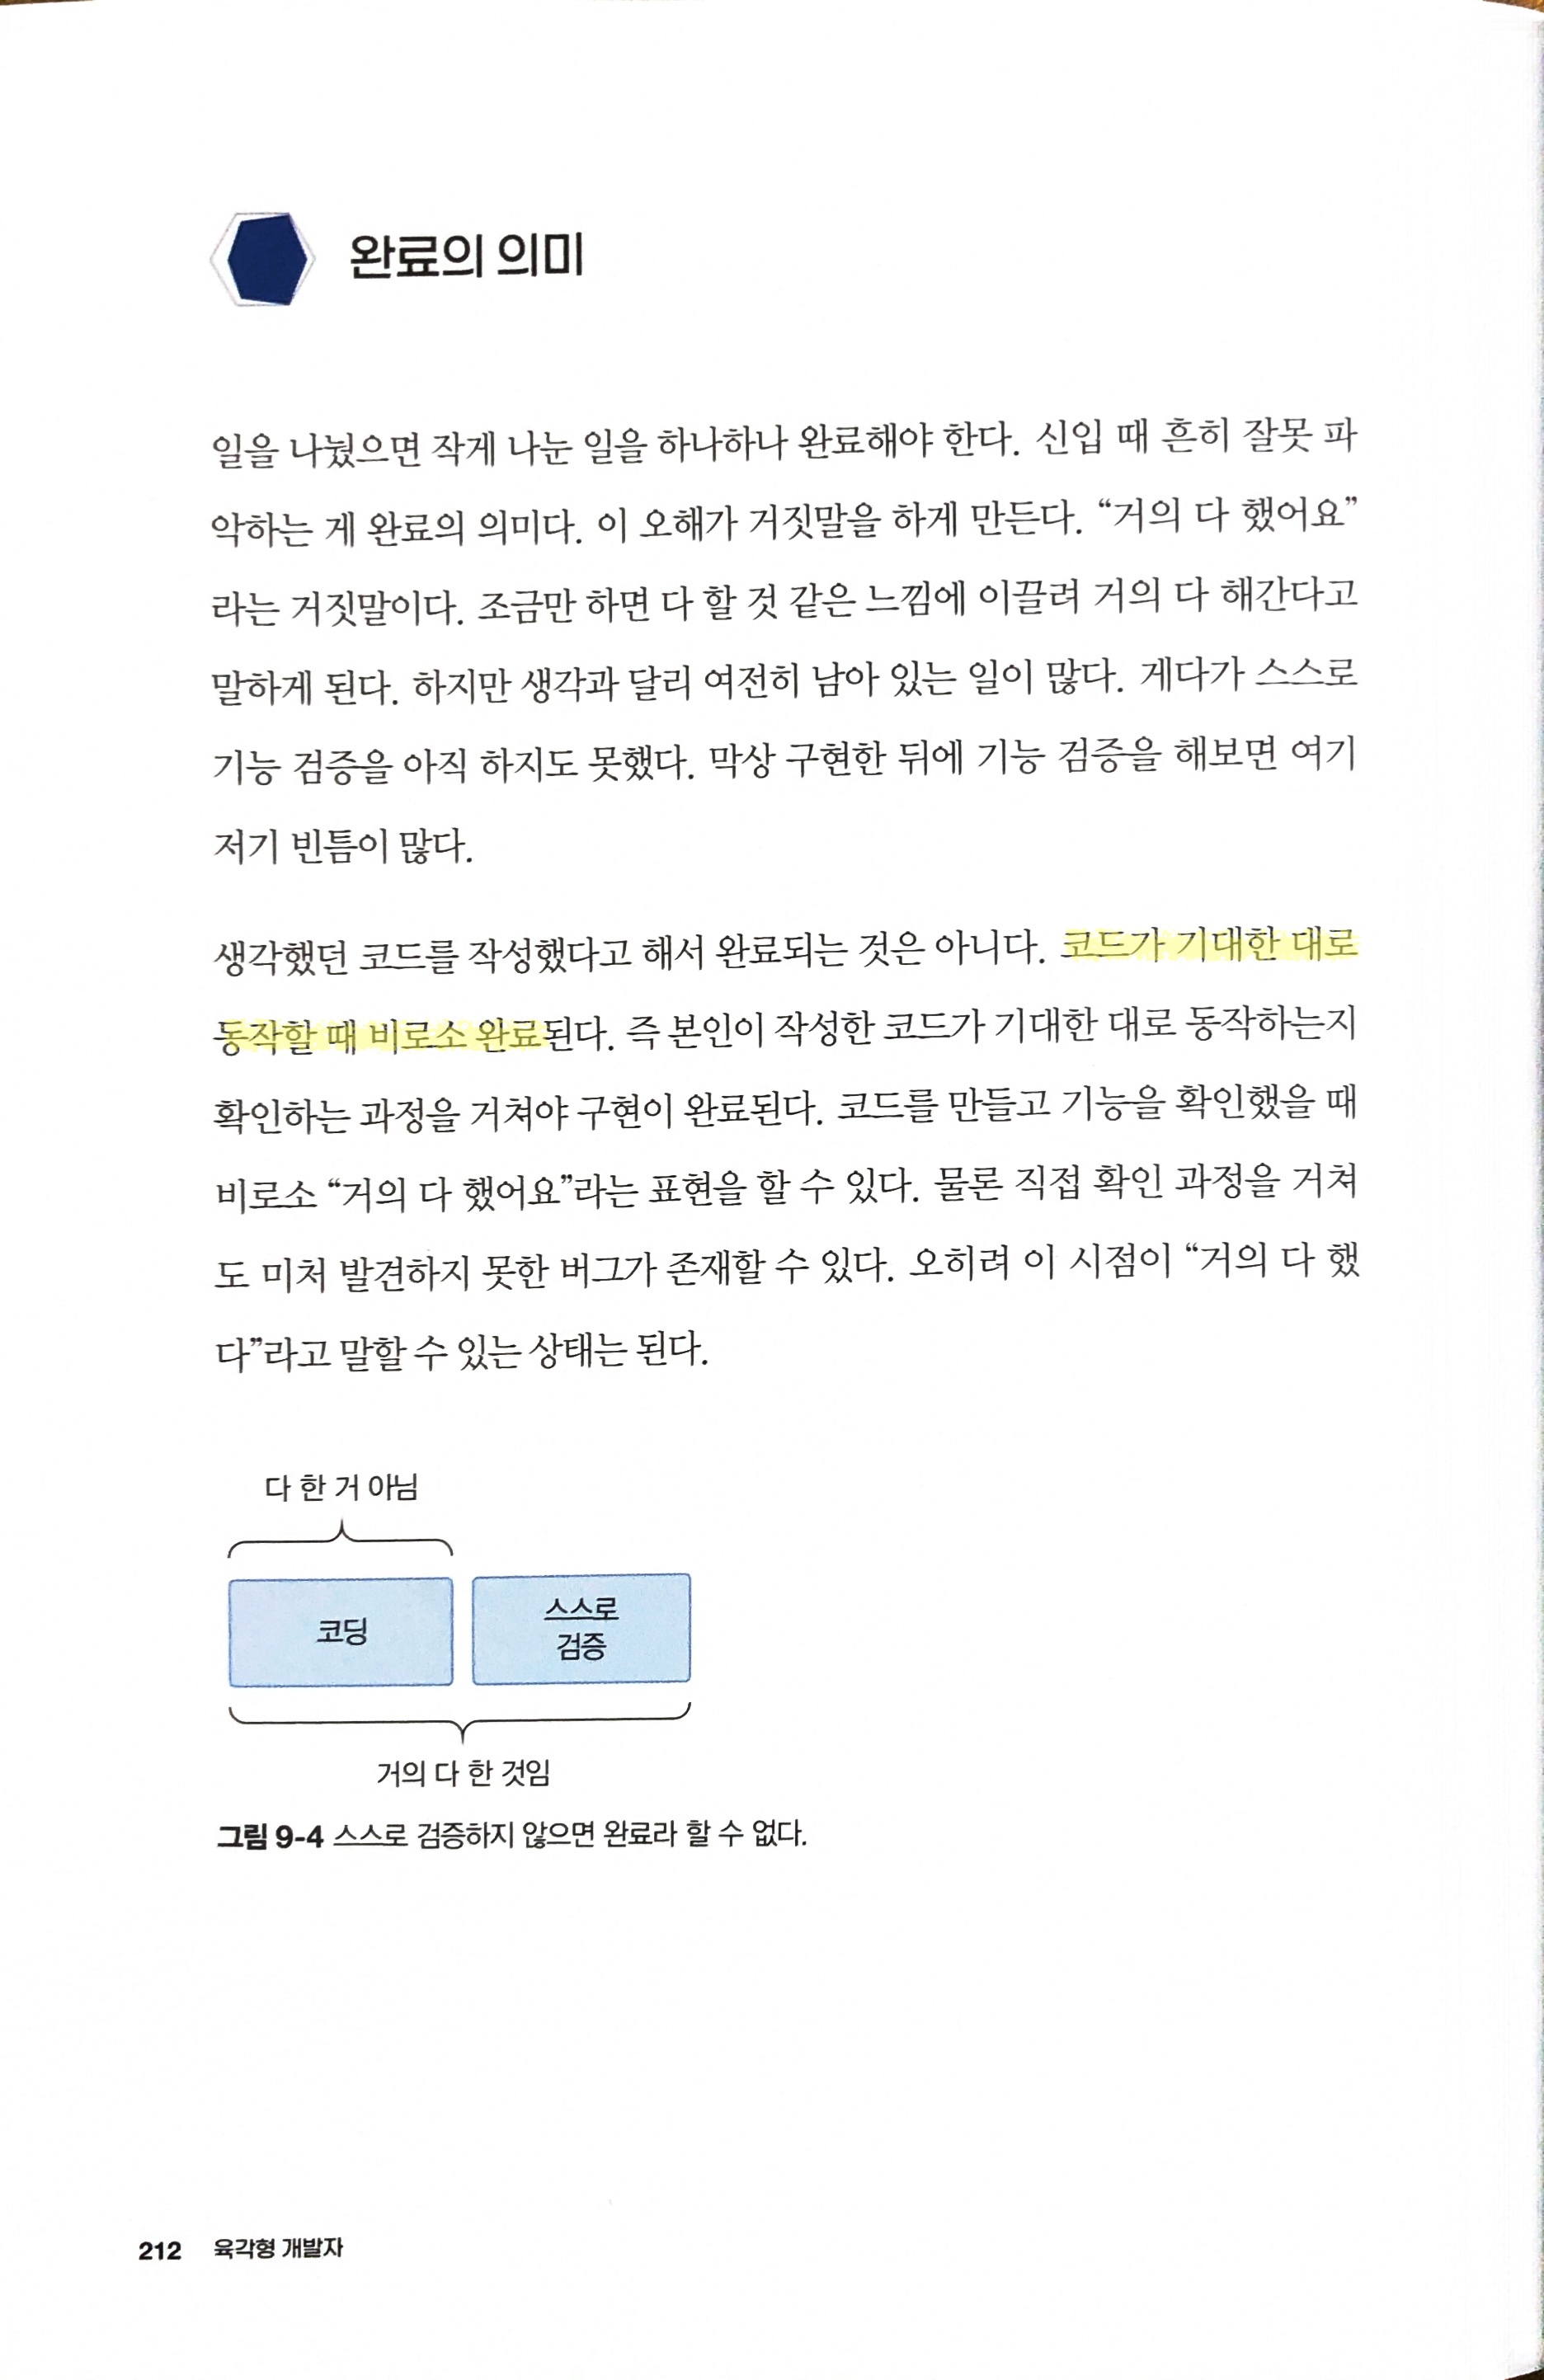 완료의 의미
일을 나눴으면 작게 나눈 일을 하나하나 완료해야 한다. 신입 때 흔히 잘못 파
악하는 게 완료의 의미다. 이 오해가 거짓말을 하게 만든다. “거의 다 했어요”
라는 거짓말이다. 조금만 하면 다 할 것 같은 느낌에 이끌려 거의 다 해간다고
말하게 된다. 하지만 생각과 달리 여전히 남아 있는 일이 많다. 게다가 스스로
기능 검증을 아직 하지도 못했다. 막상 구현한 뒤에 기능 검증을 해보면 여기
저기 빈틈이 많다.
생각했던 코드를 작성했다고 해서 완료되는 것은 아니다. 코드가 기대한 대로
동작할 때 비로소 완료된다. 즉 본인이 작성한 코드가 기대한 대로 동작하는지
확인하는 과정을 거쳐야 구현이 완료된다. 코드를 만들고 기능을 확인했을 때
비로소 “거의 다 했어요”라는 표현을 할 수 있다. 물론 직접 확인 과정을 거쳐
도 미처 발견하지 못한 버그가 존재할 수 있다. 오히려 이 시점이 “거의 다 했
다”라고 말할 수 있는 상태는 된다.
다 한 거 아님
코딩
스스로
검증
거의 다 한 것임
그림 9-4 스스로 검증하지 않으면 완료라 할 수 없다.
212 육각형 개발자